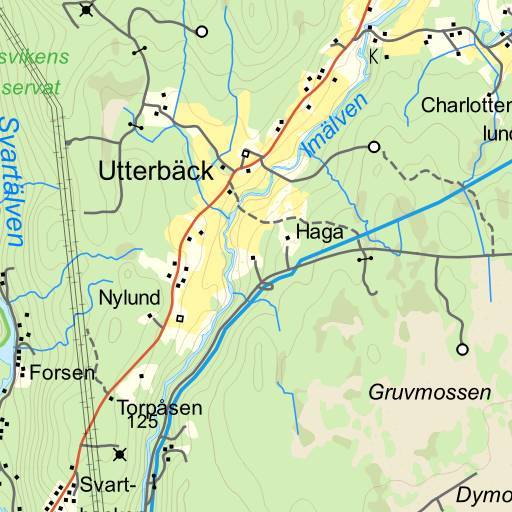 svikens
servat
K
Charlotten
lund
Imälven
Svartälven
Utterbäck
Haga
Nylund
Forsen
Gruvmossen
Torpåsen
125
Svart-
Dymo